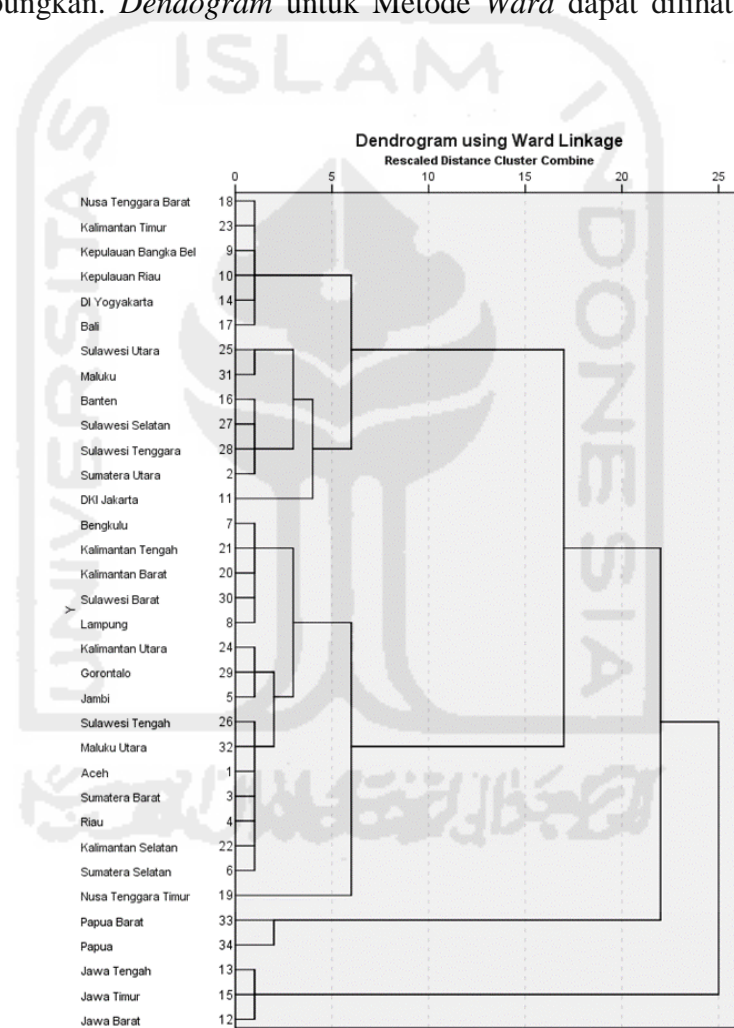 bungkan. Dendogram untuk Metode Ward dapat dilihat
ISLAM
UNIVERSITAS
INDONESIA
Dendrogram using Ward Linkage
Rescaled Distance Cluster Combine
0 5 10 15 20 25
Nusa Tenggara Barat 18
Kalimantan Timur 23
Kepulauan Bangka Bel 9
Kepulauan Riau 10
DI Yogyakarta 14
Bali 17
Sulawesi Utara 25
Maluku 31
Banten 16
Sulawesi Selatan 27
Sulawesi Tenggara 28
Sumatera Utara 2
DKI Jakarta 11
Bengkulu 7
Kalimantan Tengah 21
Kalimantan Barat 20
Sulawesi Barat 30
Y
Lampung 8
Kalimantan Utara 24
Gorontalo 29
Jambi 5
Sulawesi Tengah 26
Maluku Utara 32
Aceh 1
Sumatera Barat 3
Riau 4
Kalimantan Selatan 22
Sumatera Selatan 6
Nusa Tenggara Timur 19
Papua Barat 33
Papua 34
Jawa Tengah 13
Jawa Timur 15
Jawa Barat 12